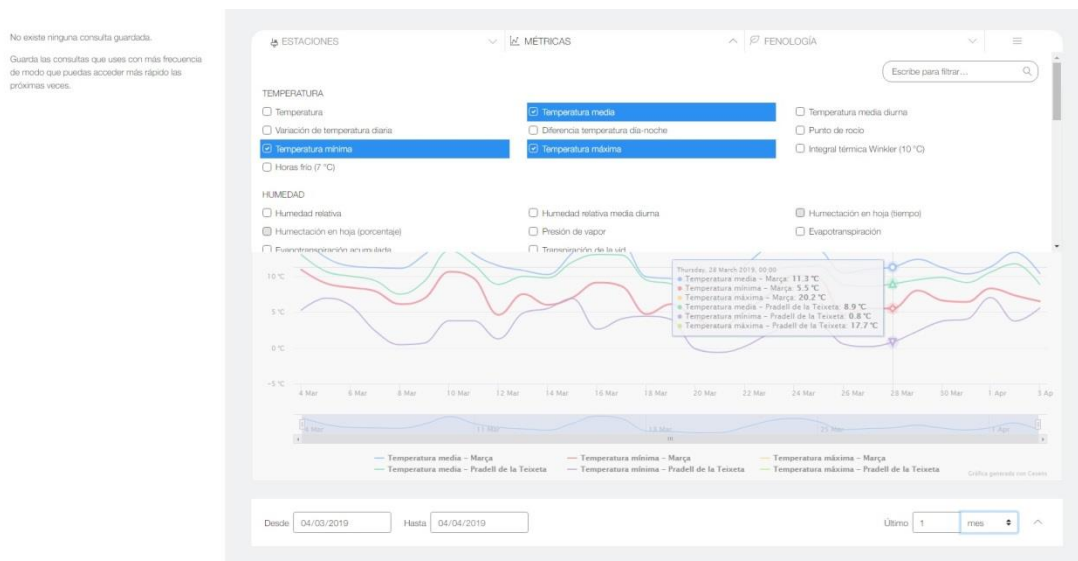 No existe ninguna consulta guardada.
Guarda las consultas que uses con más frecuencia
de modo que puedas acceder más rápido las
próximas veces.
ESTACIONES
MÉTRICAS
FENOLOGÍA
Escribe para filtrar...
TEMPERATURA
Temperatura
Temperatura media
Temperatura media diurna
Variación de temperatura diaria
Diferencia temperatura día-noche
Punto de rocío
Temperatura mínima
Temperatura máxima
Integral térmica Winkler (10 °C)
Horas frío (7 °C)
HUMEDAD
Humedad relativa
Humedad relativa media diurna
Humectación en hoja (tiempo)
Humectación en hoja (porcentaje)
Presión de vapor
Evapotranspiración
Evapotranspiración acumulada
Transpiración de la vid
Thursday, 28 March 2019, 00:00
Temperatura media – Marça: 11.3 °C
Temperatura mínima – Marça: 5.5 °C
Temperatura máxima – Marça: 20.2 °C
Temperatura media – Pradell de la Teixeta: 8.9 °C
Temperatura mínima – Pradell de la Teixeta: 0.8 °C
Temperatura máxima – Pradell de la Teixeta: 17.7 °C
10 °C
5 °C
0 °C
-5 °C
4 Mar 6 Mar 8 Mar 10 Mar 12 Mar 14 Mar 16 Mar 18 Mar 20 Mar 22 Mar 24 Mar 26 Mar 28 Mar 30 Mar 1 Apr 3 Ap
11 Mar 18 Mar 25 Mar 1 Apr
Temperatura media – Marça Temperatura mínima – Marça Temperatura máxima – Marça
Temperatura media – Pradell de la Teixeta Temperatura mínima – Pradell de la Teixeta Temperatura máxima – Pradell de la Teixeta
Desde 04/03/2019 Hasta 04/04/2019 Último 1 mes